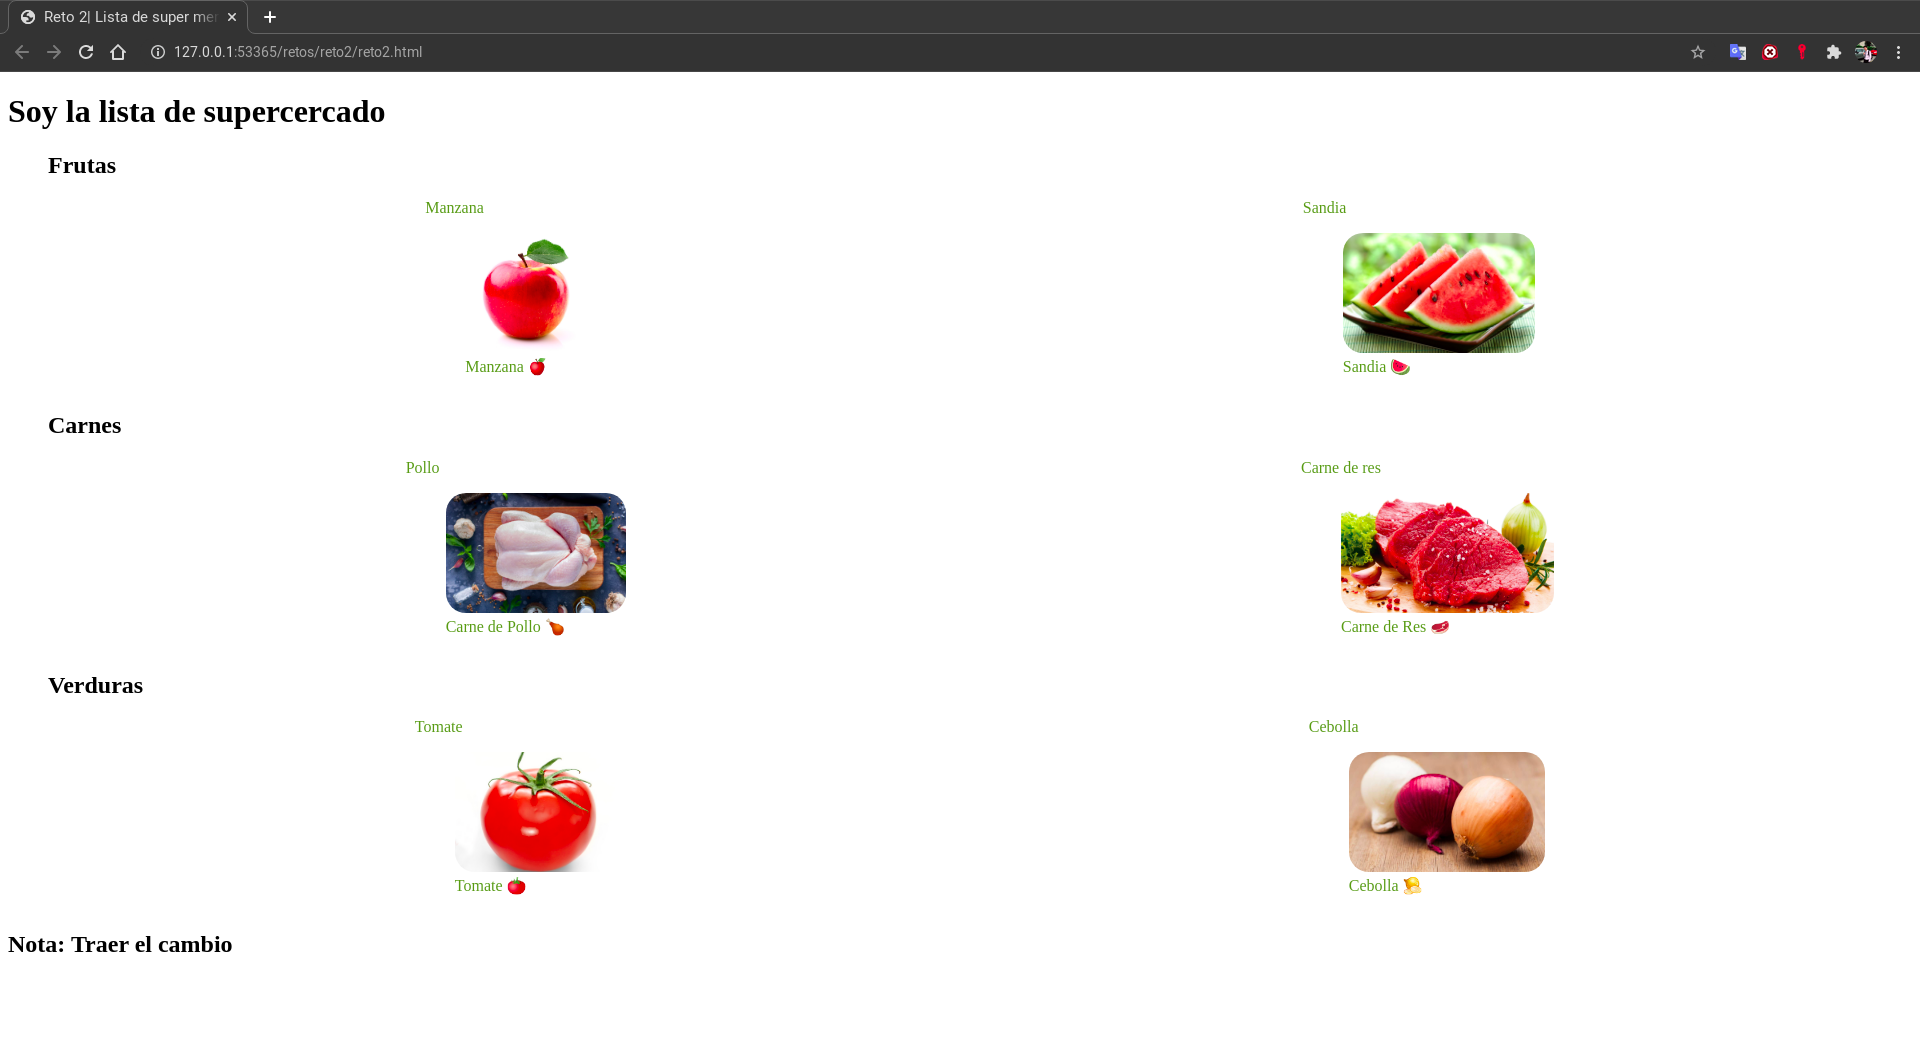 Reto 2| Lista de super mer
127.0.0.1:53365/retos/reto2/reto2.html
Soy la lista de supercercado
Frutas
Manzana
Sandia
Manzana 🍎
Sandia 🍉
Carnes
Pollo
Carne de res
Carne de Pollo 🍗
Carne de Res 🥩
Verduras
Tomate
Cebolla
Tomate 🍅
Cebolla 🧅
Nota: Traer el cambio